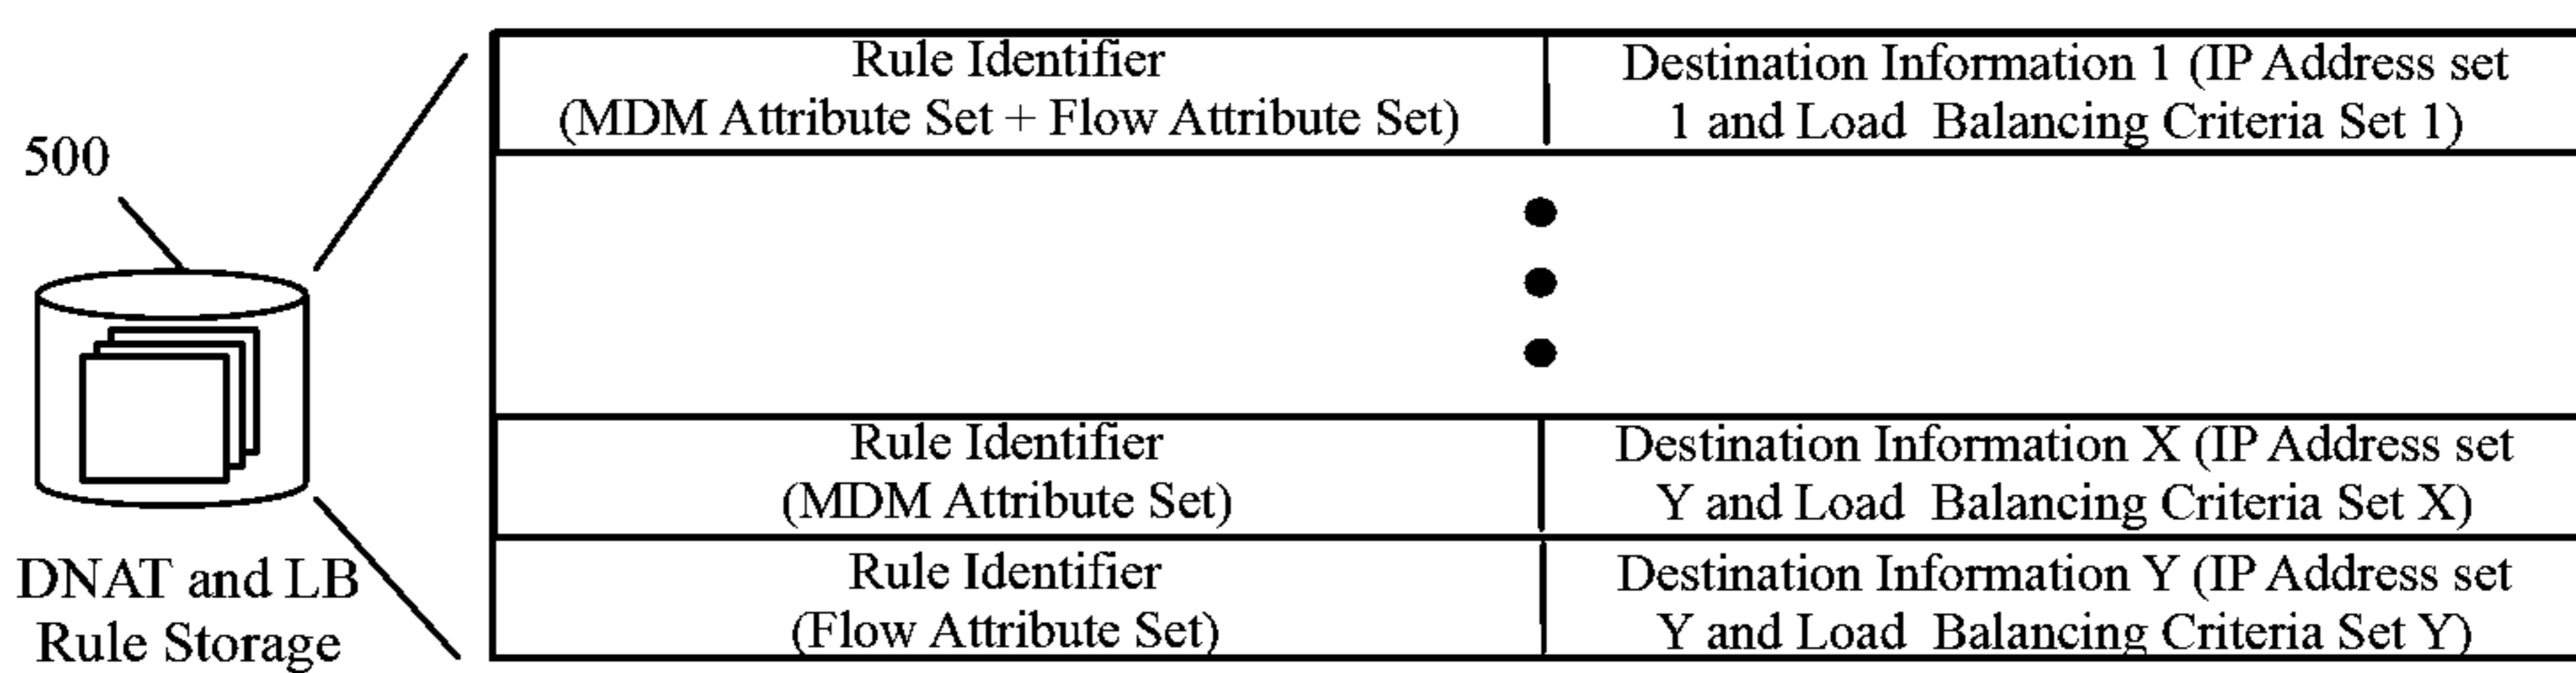 500
DNAT and LB
Rule Storage
Rule Identifier
(MDM Attribute Set + Flow Attribute Set)
Destination Information 1 (IP Address set
1 and Load Balancing Criteria Set 1)
Rule Identifier
(MDM Attribute Set)
Destination Information X (IP Address set
Y and Load Balancing Criteria Set X)
Rule Identifier
(Flow Attribute Set)
Destination Information Y (IP Address set
Y and Load Balancing Criteria Set Y)